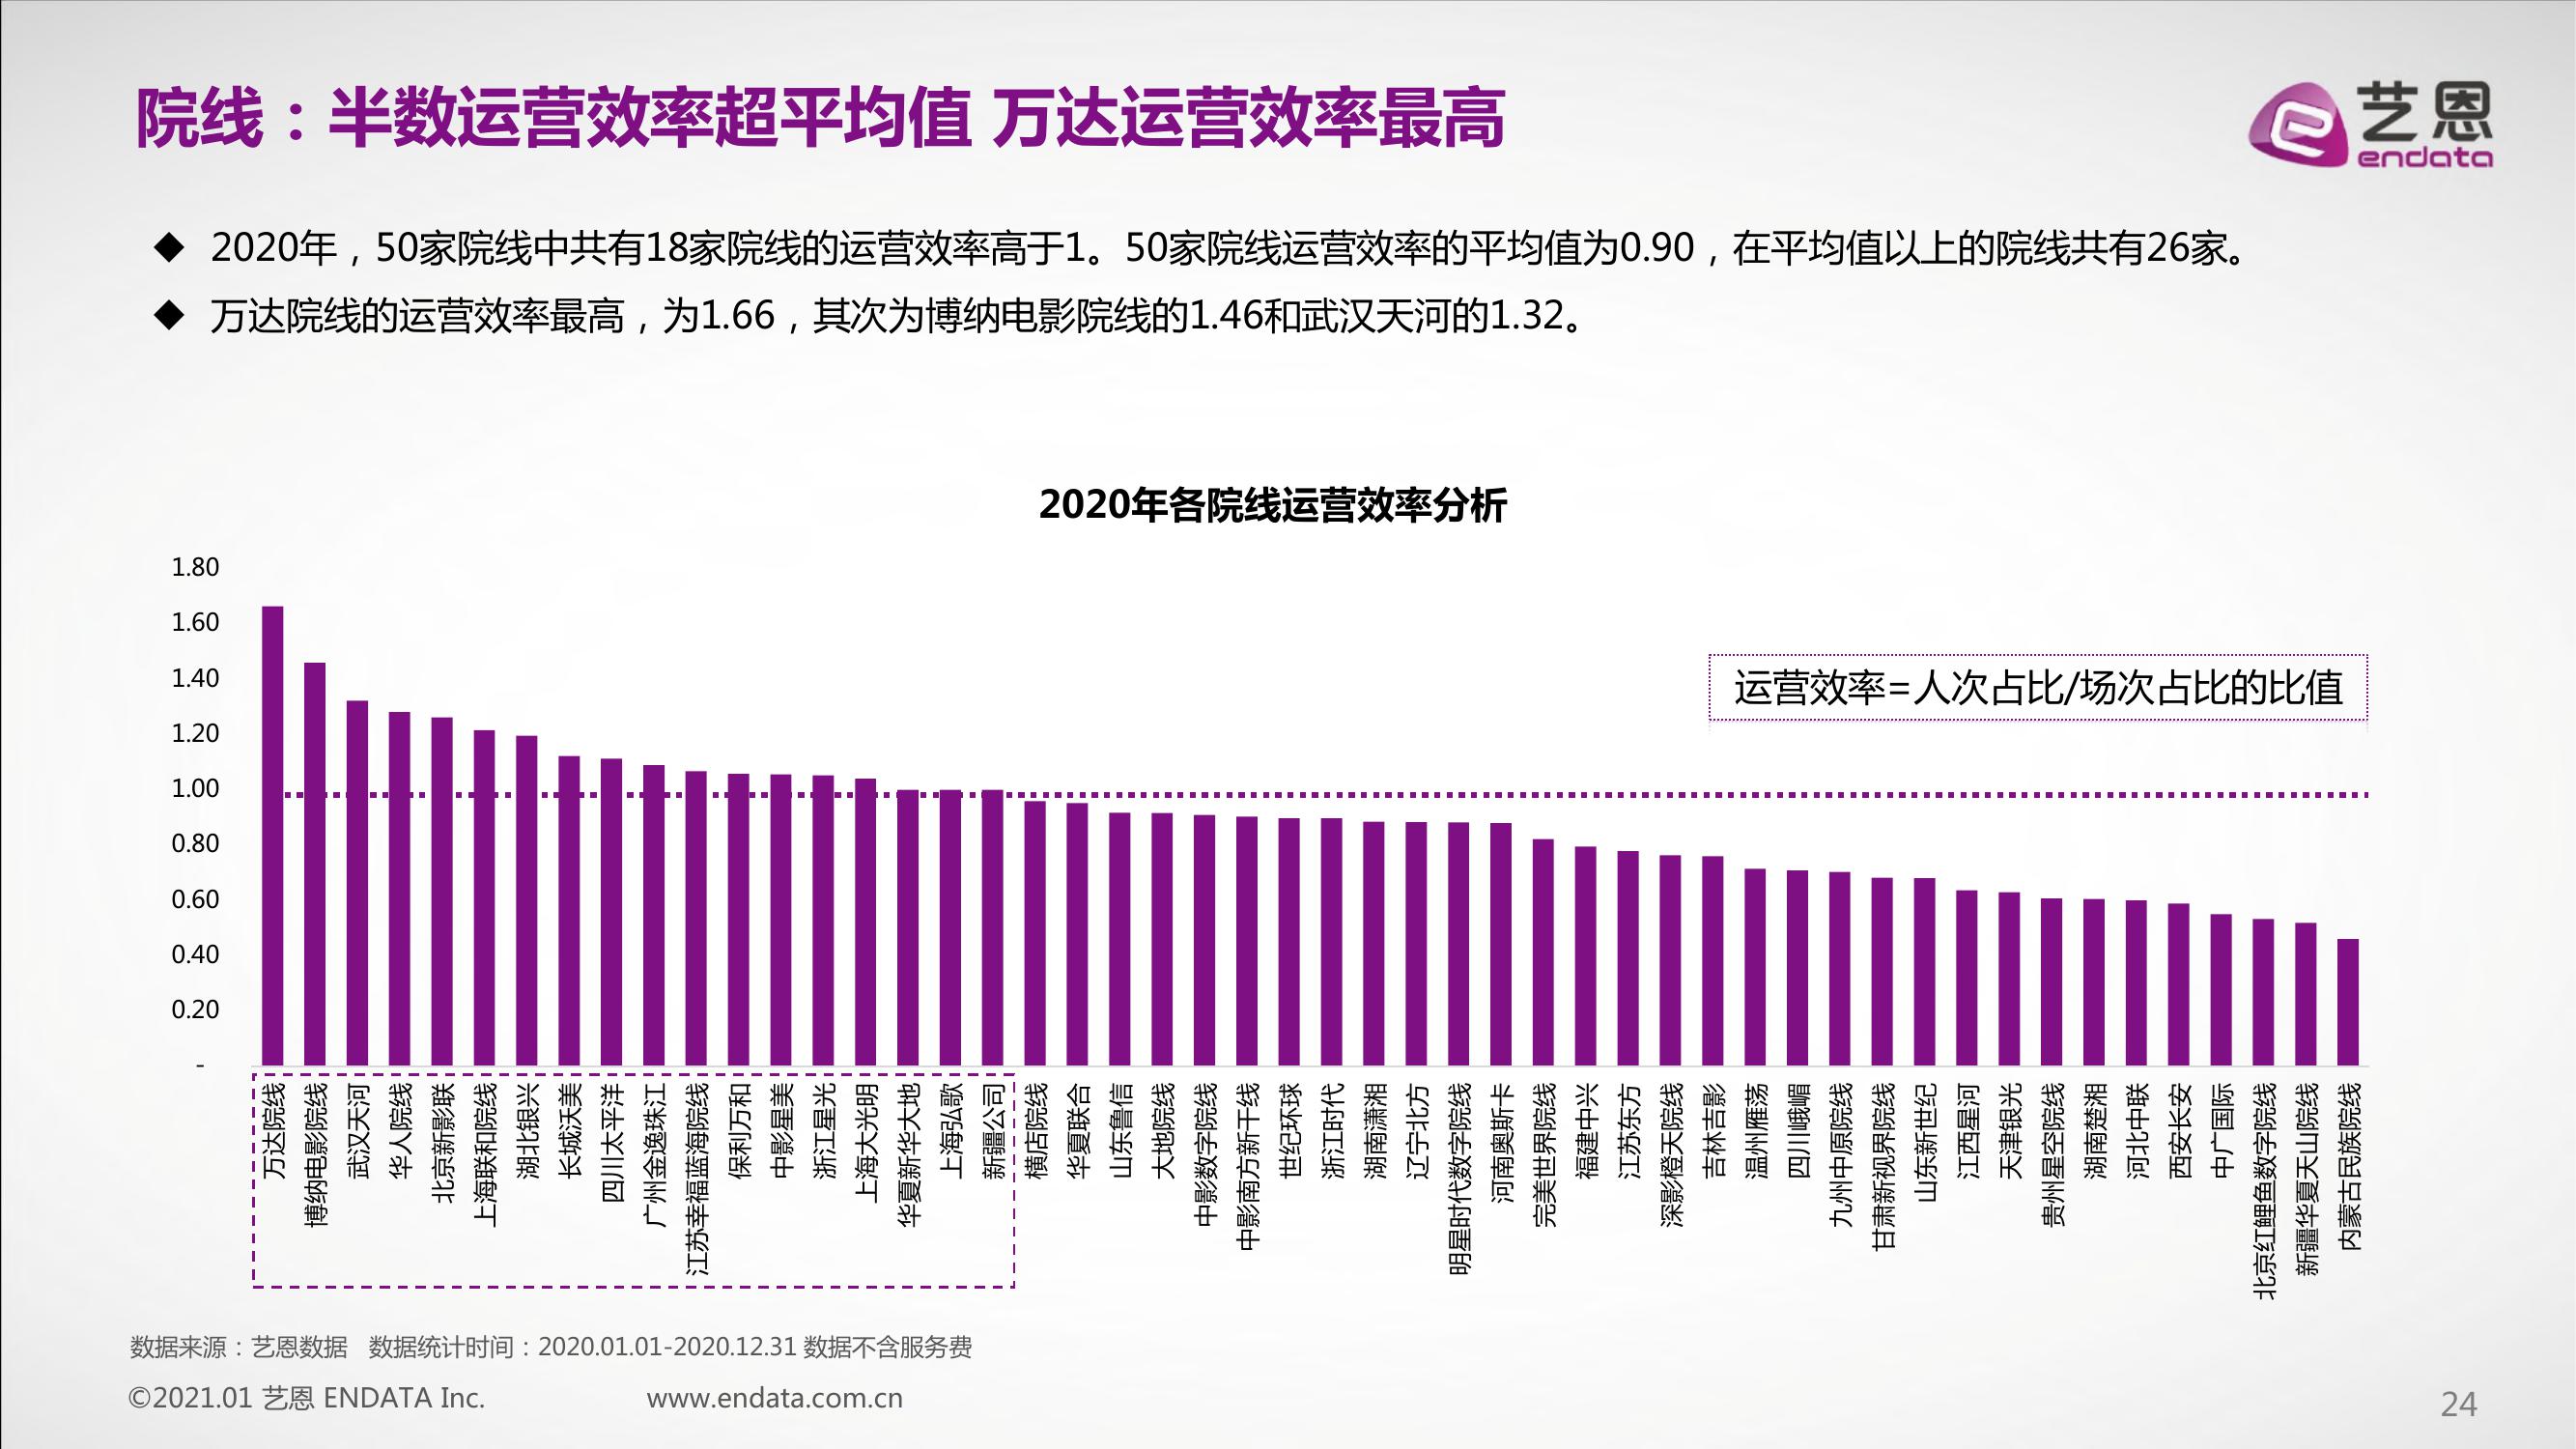 院线：半数运营效率超平均值 万达运营效率最高
艺恩
endata
◆ 2020年，50家院线中共有18家院线的运营效率高于1。50家院线运营效率的平均值为0.90，在平均值以上的院线共有26家。
◆ 万达院线的运营效率最高，为1.66，其次为博纳电影院线的1.46和武汉天河的1.32。
2020年各院线运营效率分析
1.80
1.60
1.40
1.20
1.00
0.80
0.60
0.40
0.20
-
运营效率=人次占比/场次占比的比值
万达院线
博纳电影院线
武汉天河
华人院线
北京新影联
上海联和院线
湖北银兴
长城沃美
四川太平洋
广州金逸珠江
江苏幸福蓝海院线
保利万和
中影星美
浙江星光
上海大光明
华夏新华大地
上海弘歌
新疆公司
横店院线
华夏联合
山东鲁信
大地院线
中影数字院线
中影南方新干线
世纪环球
浙江时代
湖南潇湘
辽宁北方
明星时代数字院线
河南奥斯卡
完美世界院线
福建中兴
江苏东方
深影橙天院线
吉林吉影
温州雁荡
四川峨嵋
九州中原院线
甘肃新视界院线
山东新世纪
江西星河
天津银光
贵州星空院线
湖南楚湘
河北中联
西安长安
中广国际
北京红鲤鱼数字院线
新疆华夏天山院线
内蒙古民族院线
数据来源：艺恩数据 数据统计时间：2020.01.01-2020.12.31 数据不含服务费
©2021.01 艺恩 ENDATA Inc.
www.endata.com.cn
24